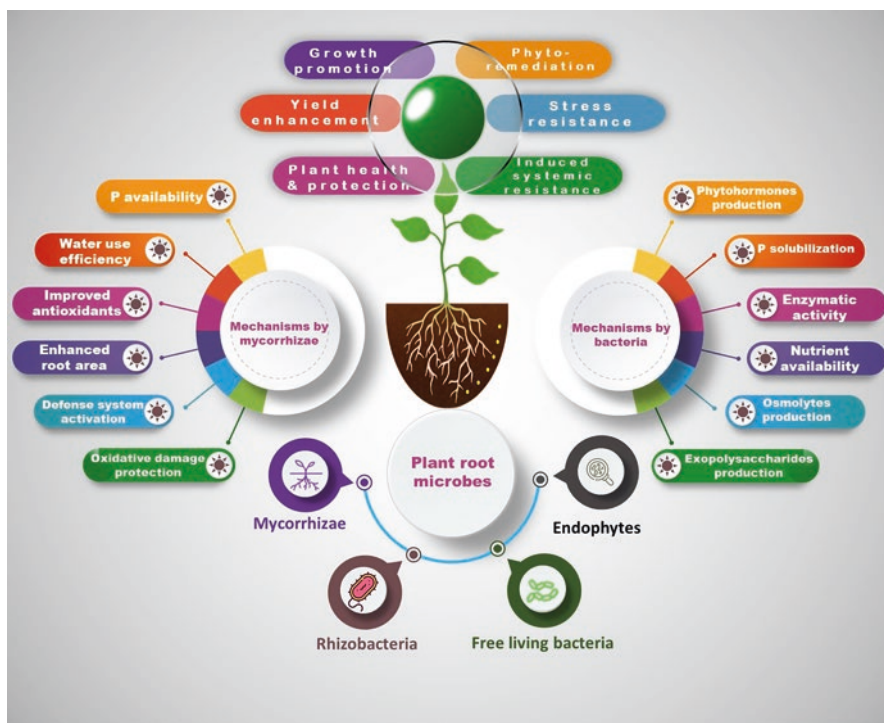 Growth
promotion
Phyto-
remediation
Yield
enhancement
Stress
resistance
Plant health
& protection
Induced
systemic
resistance
P availability
Water use
efficiency
Improved
antioxidants
Enhanced
root area
Defense system
activation
Oxidative damage
protection
Mechanisms by
mycorrhizae
Mechanisms by
bacteria
Phytohormones
production
P solubilization
Enzymatic
activity
Nutrient
availability
Osmolytes
production
Exopolysaccharides
production
Plant root
microbes
Mycorrhizae
Endophytes
Rhizobacteria
Free living bacteria